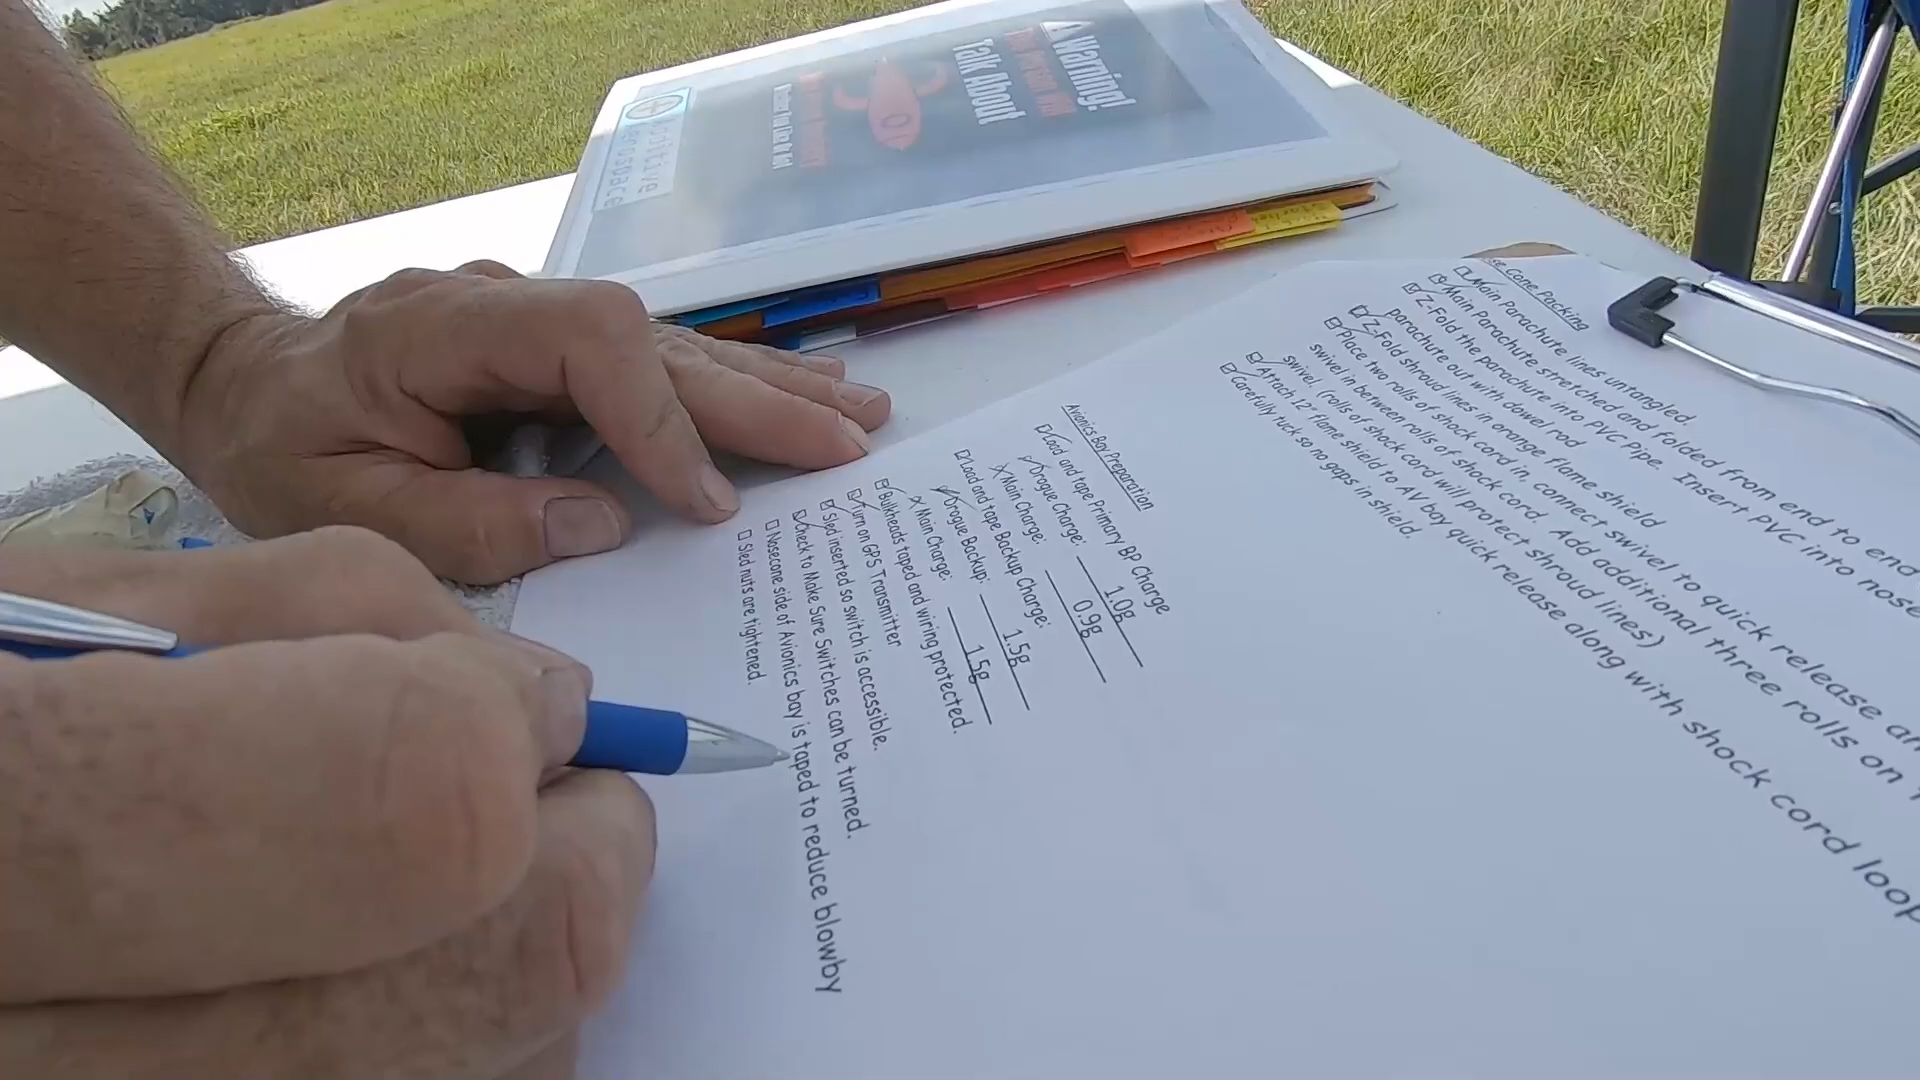 Warning!
Talk About
se Cone Packing
Main Parachute lines untangled.
Main Parachute stretched and folded from end to end
Z-Fold the parachute into PVC Pipe. Insert PVC into nose
parachute out with dowel rod
Z-Fold shroud lines in orange flame shield
Place two rolls of shock cord in, connect swivel to quick release an
swivel in between rolls of shock cord. Add additional three rolls on
swivel. (rolls of shock cord will protect shroud lines)
Attach 12" flame shield to AV bay quick release along with shock cord loop
Carefully tuck so no gaps in shield.
Avionics Bay Preparation
Load and tape Primary BP Charge
Drogue Charge: 1.0g
Main Charge: 0.9g
Load and tape Backup Charge:
Drogue Backup: 1.5g
Main Charge: 1.5g
Bulkheads taped and wiring protected.
Turn on GPS Transmitter
Sled inserted so switch is accessible.
Check to Make Sure Switches can be turned.
Nosecone side of Avionics bay is taped to reduce blowby
Sled nuts are tightened.